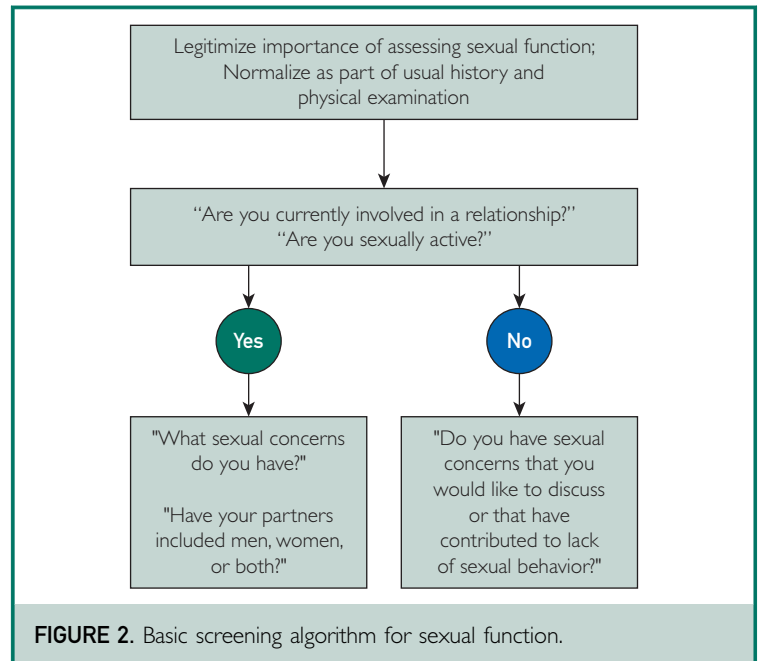 Legitimize importance of assessing sexual function;
Normalize as part of usual history and
physical examination
“Are you currently involved in a relationship?”
“Are you sexually active?”
Yes
No
"What sexual concerns
do you have?"
"Have your partners
included men, women,
or both?"
"Do you have sexual
concerns that you
would like to discuss
or that have
contributed to lack
of sexual behavior?"
FIGURE 2. Basic screening algorithm for sexual function.